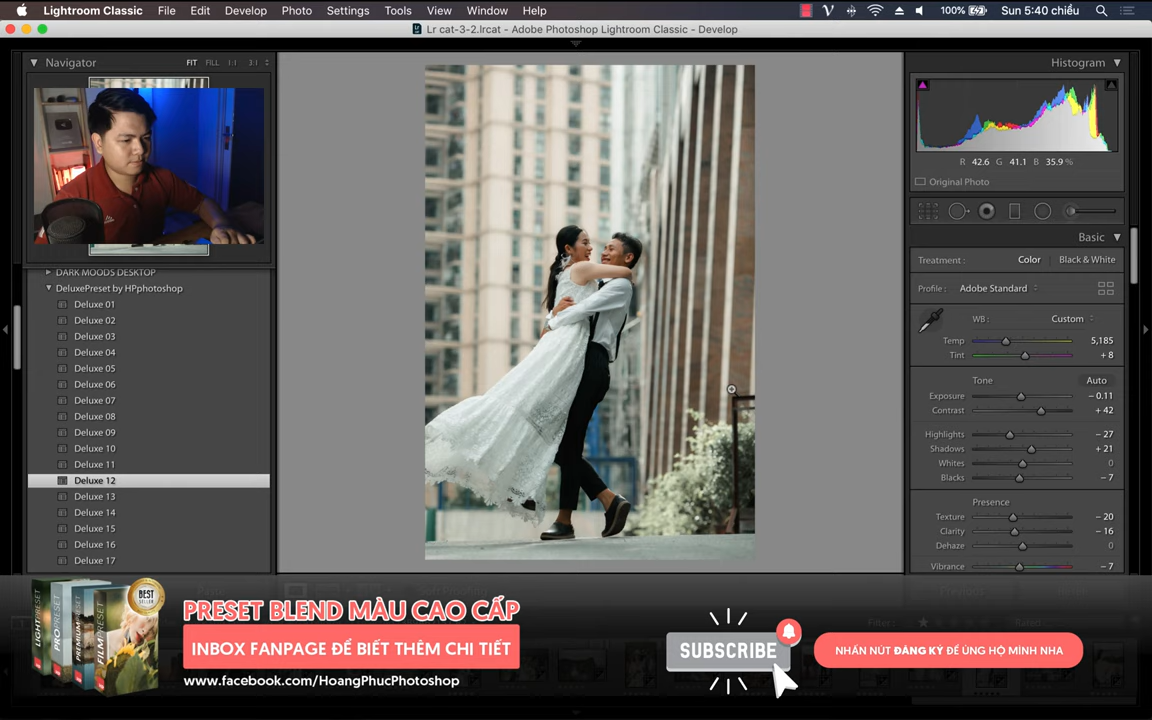 Lightroom Classic File Edit Develop Photo Settings Tools View Window Help 100% Sun 5:40 chiều
Lr cat-3-2.lrcat - Adobe Photoshop Lightroom Classic - Develop
Navigator FIT FILL 1:1 3:1
DARK MOODS DESKTOP
DeluxePreset by HPphotoshop
Deluxe 01
Deluxe 02
Deluxe 03
Deluxe 04
Deluxe 05
Deluxe 06
Deluxe 07
Deluxe 08
Deluxe 09
Deluxe 10
Deluxe 11
Deluxe 12
Deluxe 13
Deluxe 14
Deluxe 15
Deluxe 16
Deluxe 17
Histogram
R 42.6 G 41.1 B 35.9 %
Original Photo
Basic
Treatment : Color Black & White
Profile : Adobe Standard
WB : Custom
Temp 5,185
Tint + 8
Tone Auto
Exposure − 0.11
Contrast + 42
Highlights − 27
Shadows + 21
Whites 0
Blacks − 7
Presence
Texture − 20
Clarity − 16
Dehaze 0
Vibrance − 7
LIGHTPRESET
PROPRESET
PREMIUMPRESET
FILMPRESET
BEST SELLER
PRESET BLEND MÀU CAO CẤP
INBOX FANPAGE ĐỂ BIẾT THÊM CHI TIẾT
www.facebook.com/HoangPhucPhotoshop
SUBSCRIBE
NHẤN NÚT ĐĂNG KÝ ĐỂ ỦNG HỘ MÌNH NHA